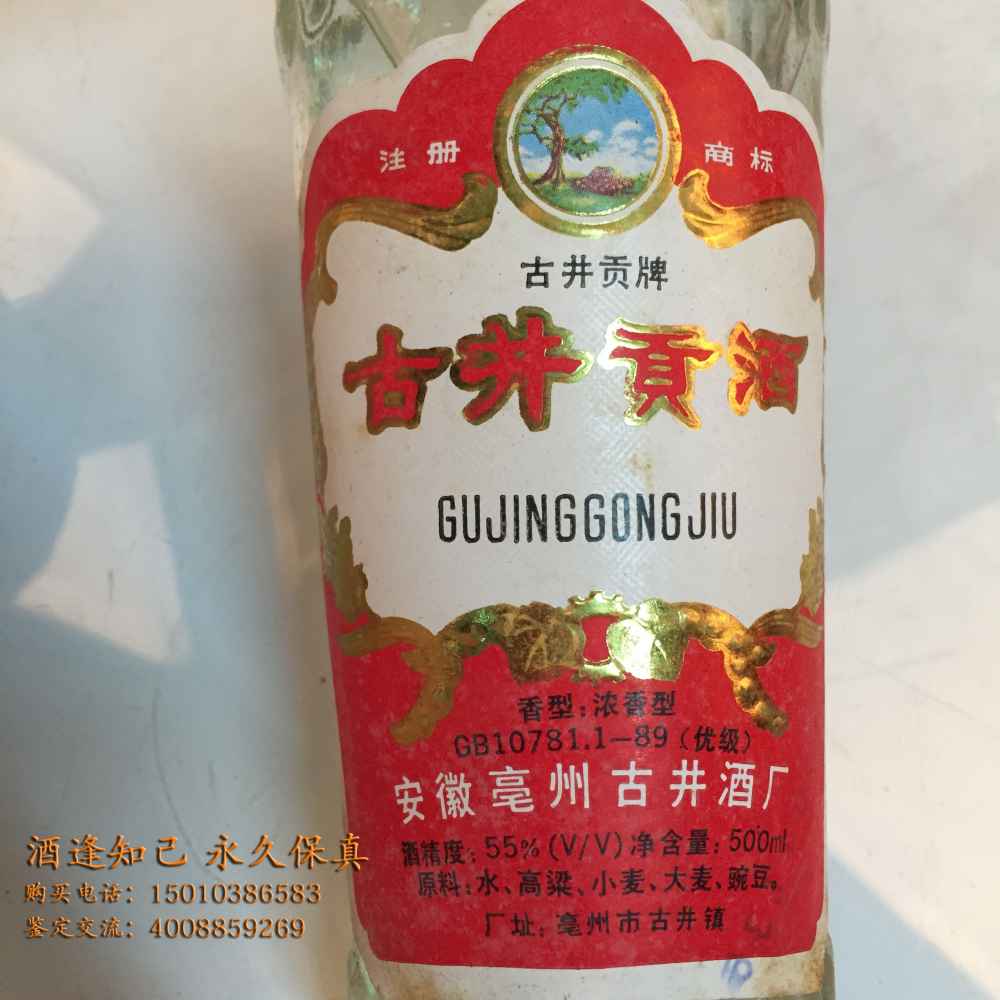 注册 商标
古井贡牌
古井贡酒
GUJINGGONGJIU
香型:浓香型
GB10781.1-89(优级)
安徽亳州古井酒厂
酒精度:55%(V/V)净含量:500ml
原料:水、高粱、小麦、大麦、豌豆。
厂址:亳州市古井镇
酒逢知己 永久保真
购买电话:15010386583
鉴定交流:4008859269